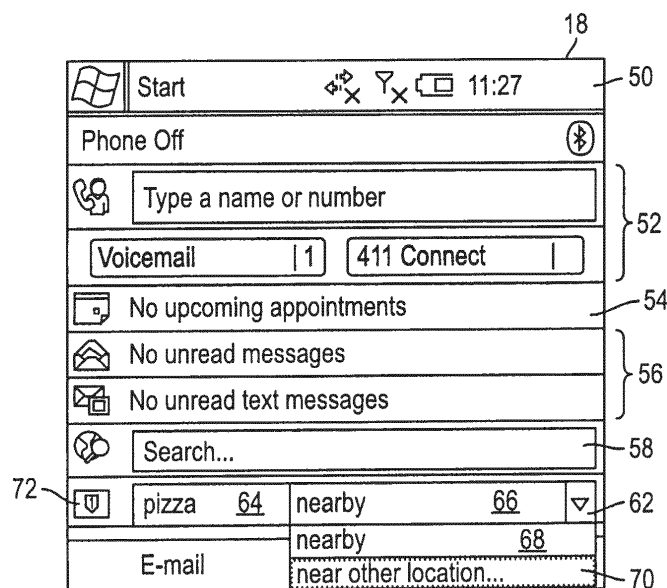 18
Start 11:27 50
Phone Off
Type a name or number
52
Voicemail 1 411 Connect
No upcoming appointments 54
No unread messages
56
No unread text messages
Search... 58
72 pizza 64 nearby 66 62
nearby 68
E-mail
near other location... 70